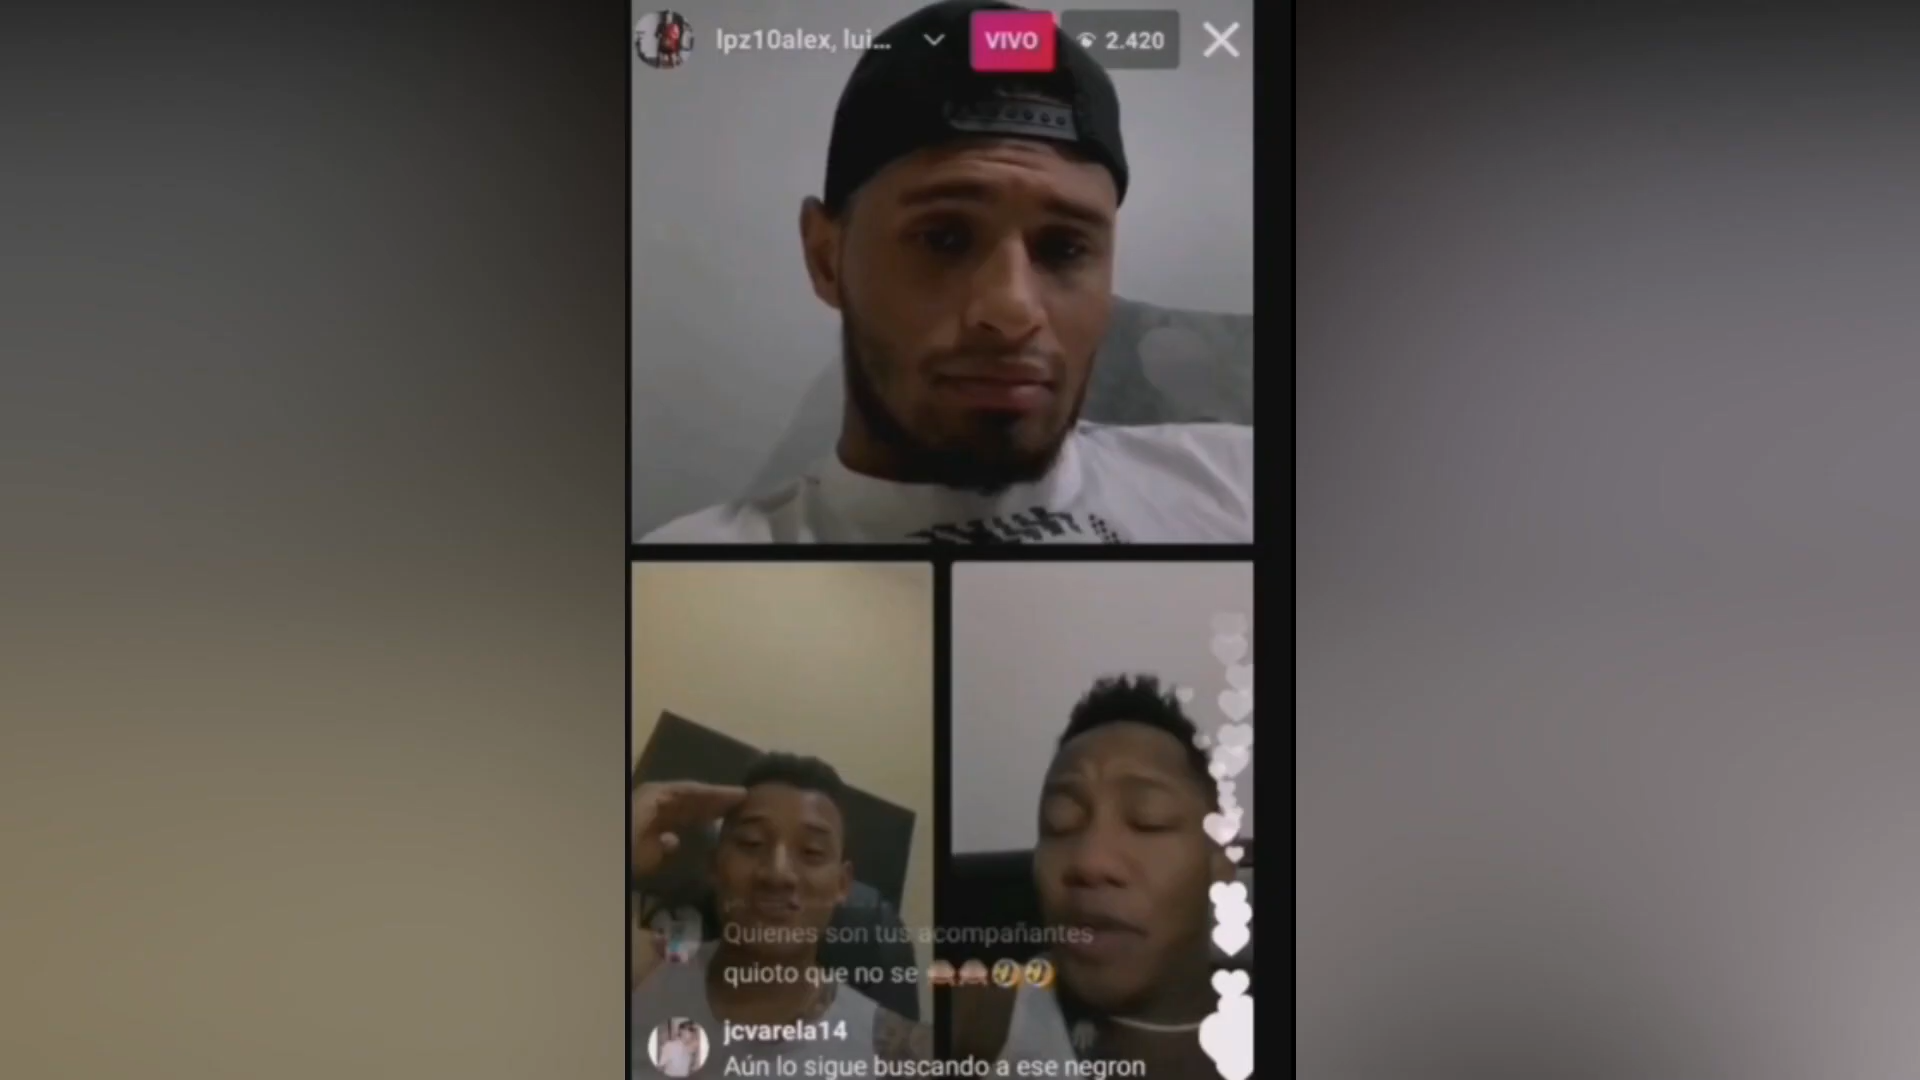 lpz10alex, lui...
VIVO
2.420
Quienes son tus acompañantes
quioto que no se
jcvarela14
Aún lo sigue buscando a ese negron